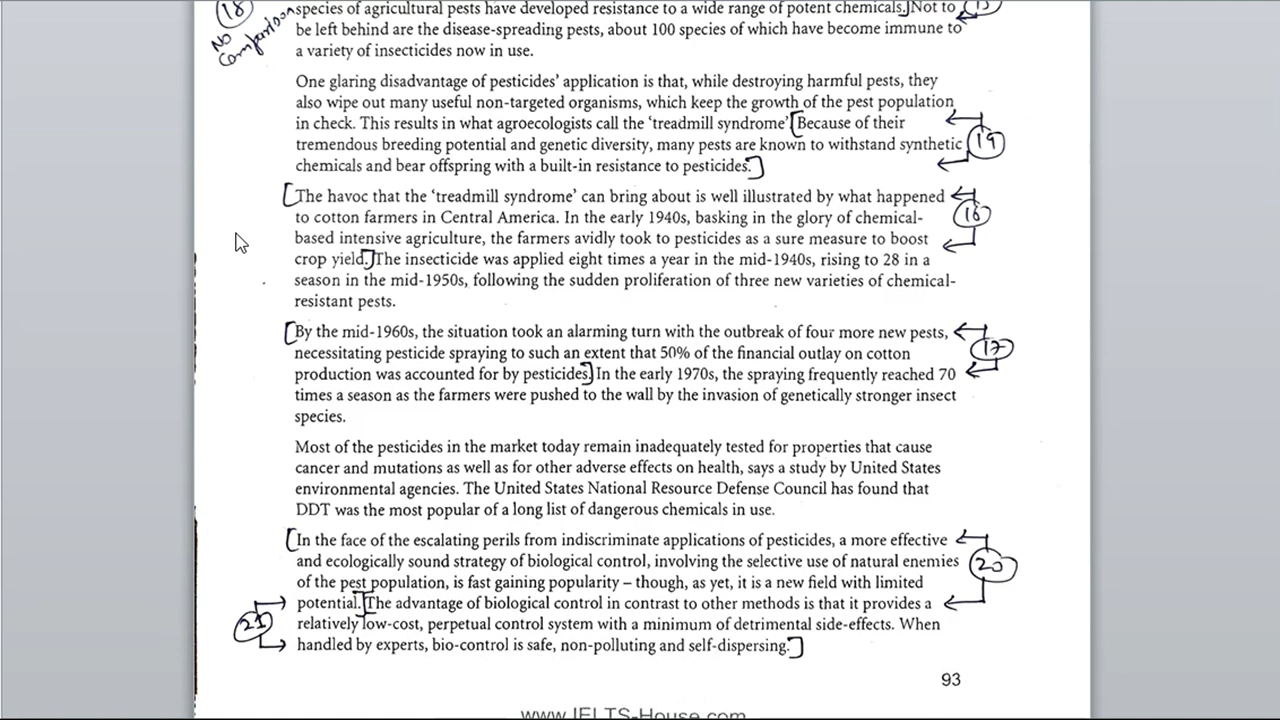 18
No
Comparison
species of agricultural pests have developed resistance to a wide range of potent chemicals. Not to
be left behind are the disease-spreading pests, about 100 species of which have become immune to
a variety of insecticides now in use.
One glaring disadvantage of pesticides' application is that, while destroying harmful pests, they
also wipe out many useful non-targeted organisms, which keep the growth of the pest population
in check. This results in what agroecologists call the 'treadmill syndrome' Because of their
tremendous breeding potential and genetic diversity, many pests are known to withstand synthetic
chemicals and bear offspring with a built-in resistance to pesticides.
19
The havoc that the 'treadmill syndrome' can bring about is well illustrated by what happened
to cotton farmers in Central America. In the early 1940s, basking in the glory of chemical-
based intensive agriculture, the farmers avidly took to pesticides as a sure measure to boost
crop yield. The insecticide was applied eight times a year in the mid-1940s, rising to 28 in a
season in the mid-1950s, following the sudden proliferation of three new varieties of chemical-
resistant pests.
16
By the mid-1960s, the situation took an alarming turn with the outbreak of four more new pests,
necessitating pesticide spraying to such an extent that 50% of the financial outlay on cotton
production was accounted for by pesticides. In the early 1970s, the spraying frequently reached 70
times a season as the farmers were pushed to the wall by the invasion of genetically stronger insect
species.
17
Most of the pesticides in the market today remain inadequately tested for properties that cause
cancer and mutations as well as for other adverse effects on health, says a study by United States
environmental agencies. The United States National Resource Defense Council has found that
DDT was the most popular of a long list of dangerous chemicals in use.
In the face of the escalating perils from indiscriminate applications of pesticides, a more effective
and ecologically sound strategy of biological control, involving the selective use of natural enemies
of the pest population, is fast gaining popularity – though, as yet, it is a new field with limited
potential. The advantage of biological control in contrast to other methods is that it provides a
relatively low-cost, perpetual control system with a minimum of detrimental side-effects. When
handled by experts, bio-control is safe, non-polluting and self-dispersing.
20
21
93
www.IELTS-House.com